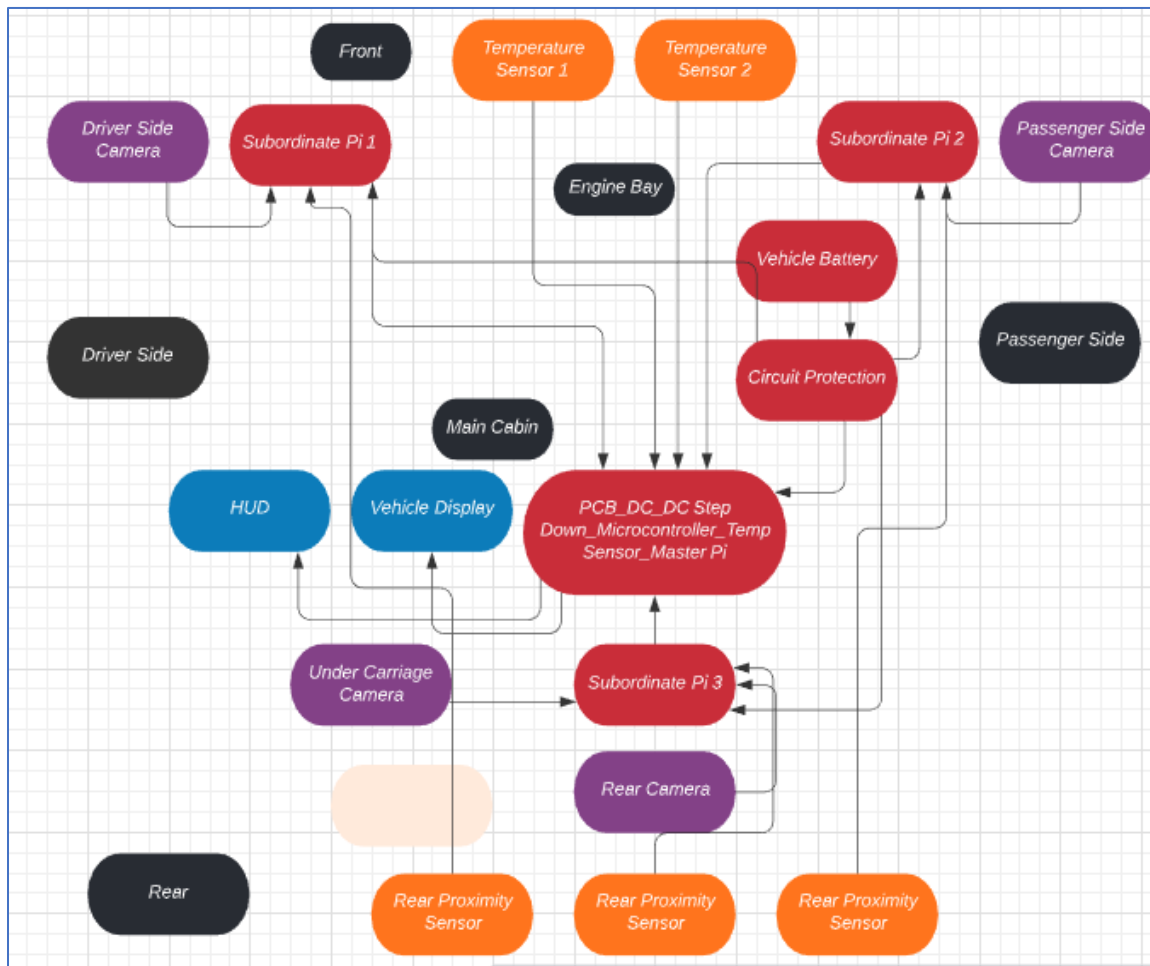 Front
Temperature
Sensor 1
Temperature
Sensor 2
Driver Side
Camera
Subordinate Pi 1
Subordinate Pi 2
Passenger Side
Camera
Engine Bay
Vehicle Battery
Driver Side
Passenger Side
Circuit Protection
Main Cabin
HUD
Vehicle Display
PCB_DC_DC Step
Down_Microcontroller_Temp
Sensor_Master Pi
Under Carriage
Camera
Subordinate Pi 3
Rear Camera
Rear
Rear Proximity
Sensor
Rear Proximity
Sensor
Rear Proximity
Sensor